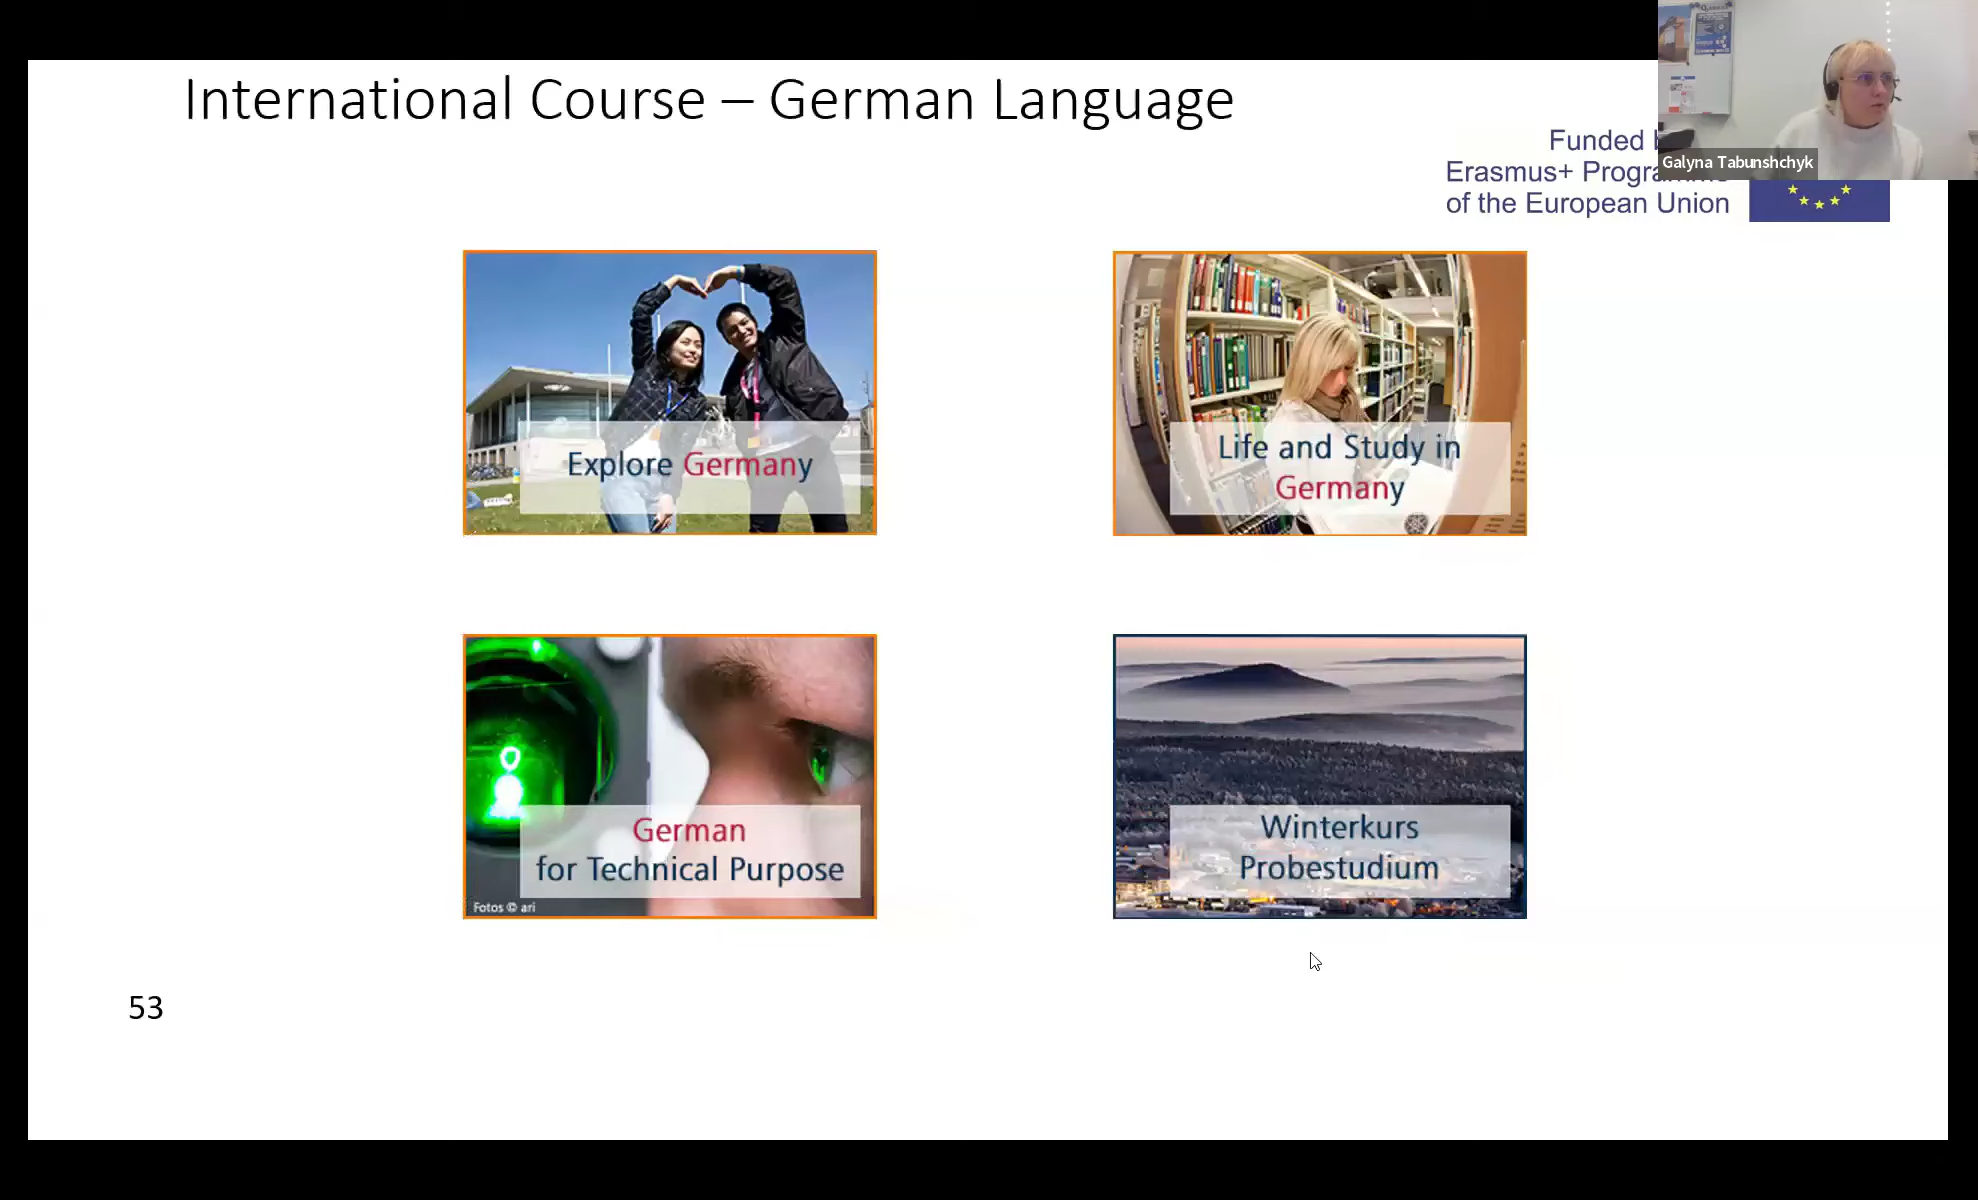 International Course – German Language
Funded
Erasmus+ Programme
of the European Union
Galyna Tabunshchyk
Explore Germany
Life and Study in
Germany
German
for Technical Purpose
Fotos © ari
Winterkurs
Probestudium
53